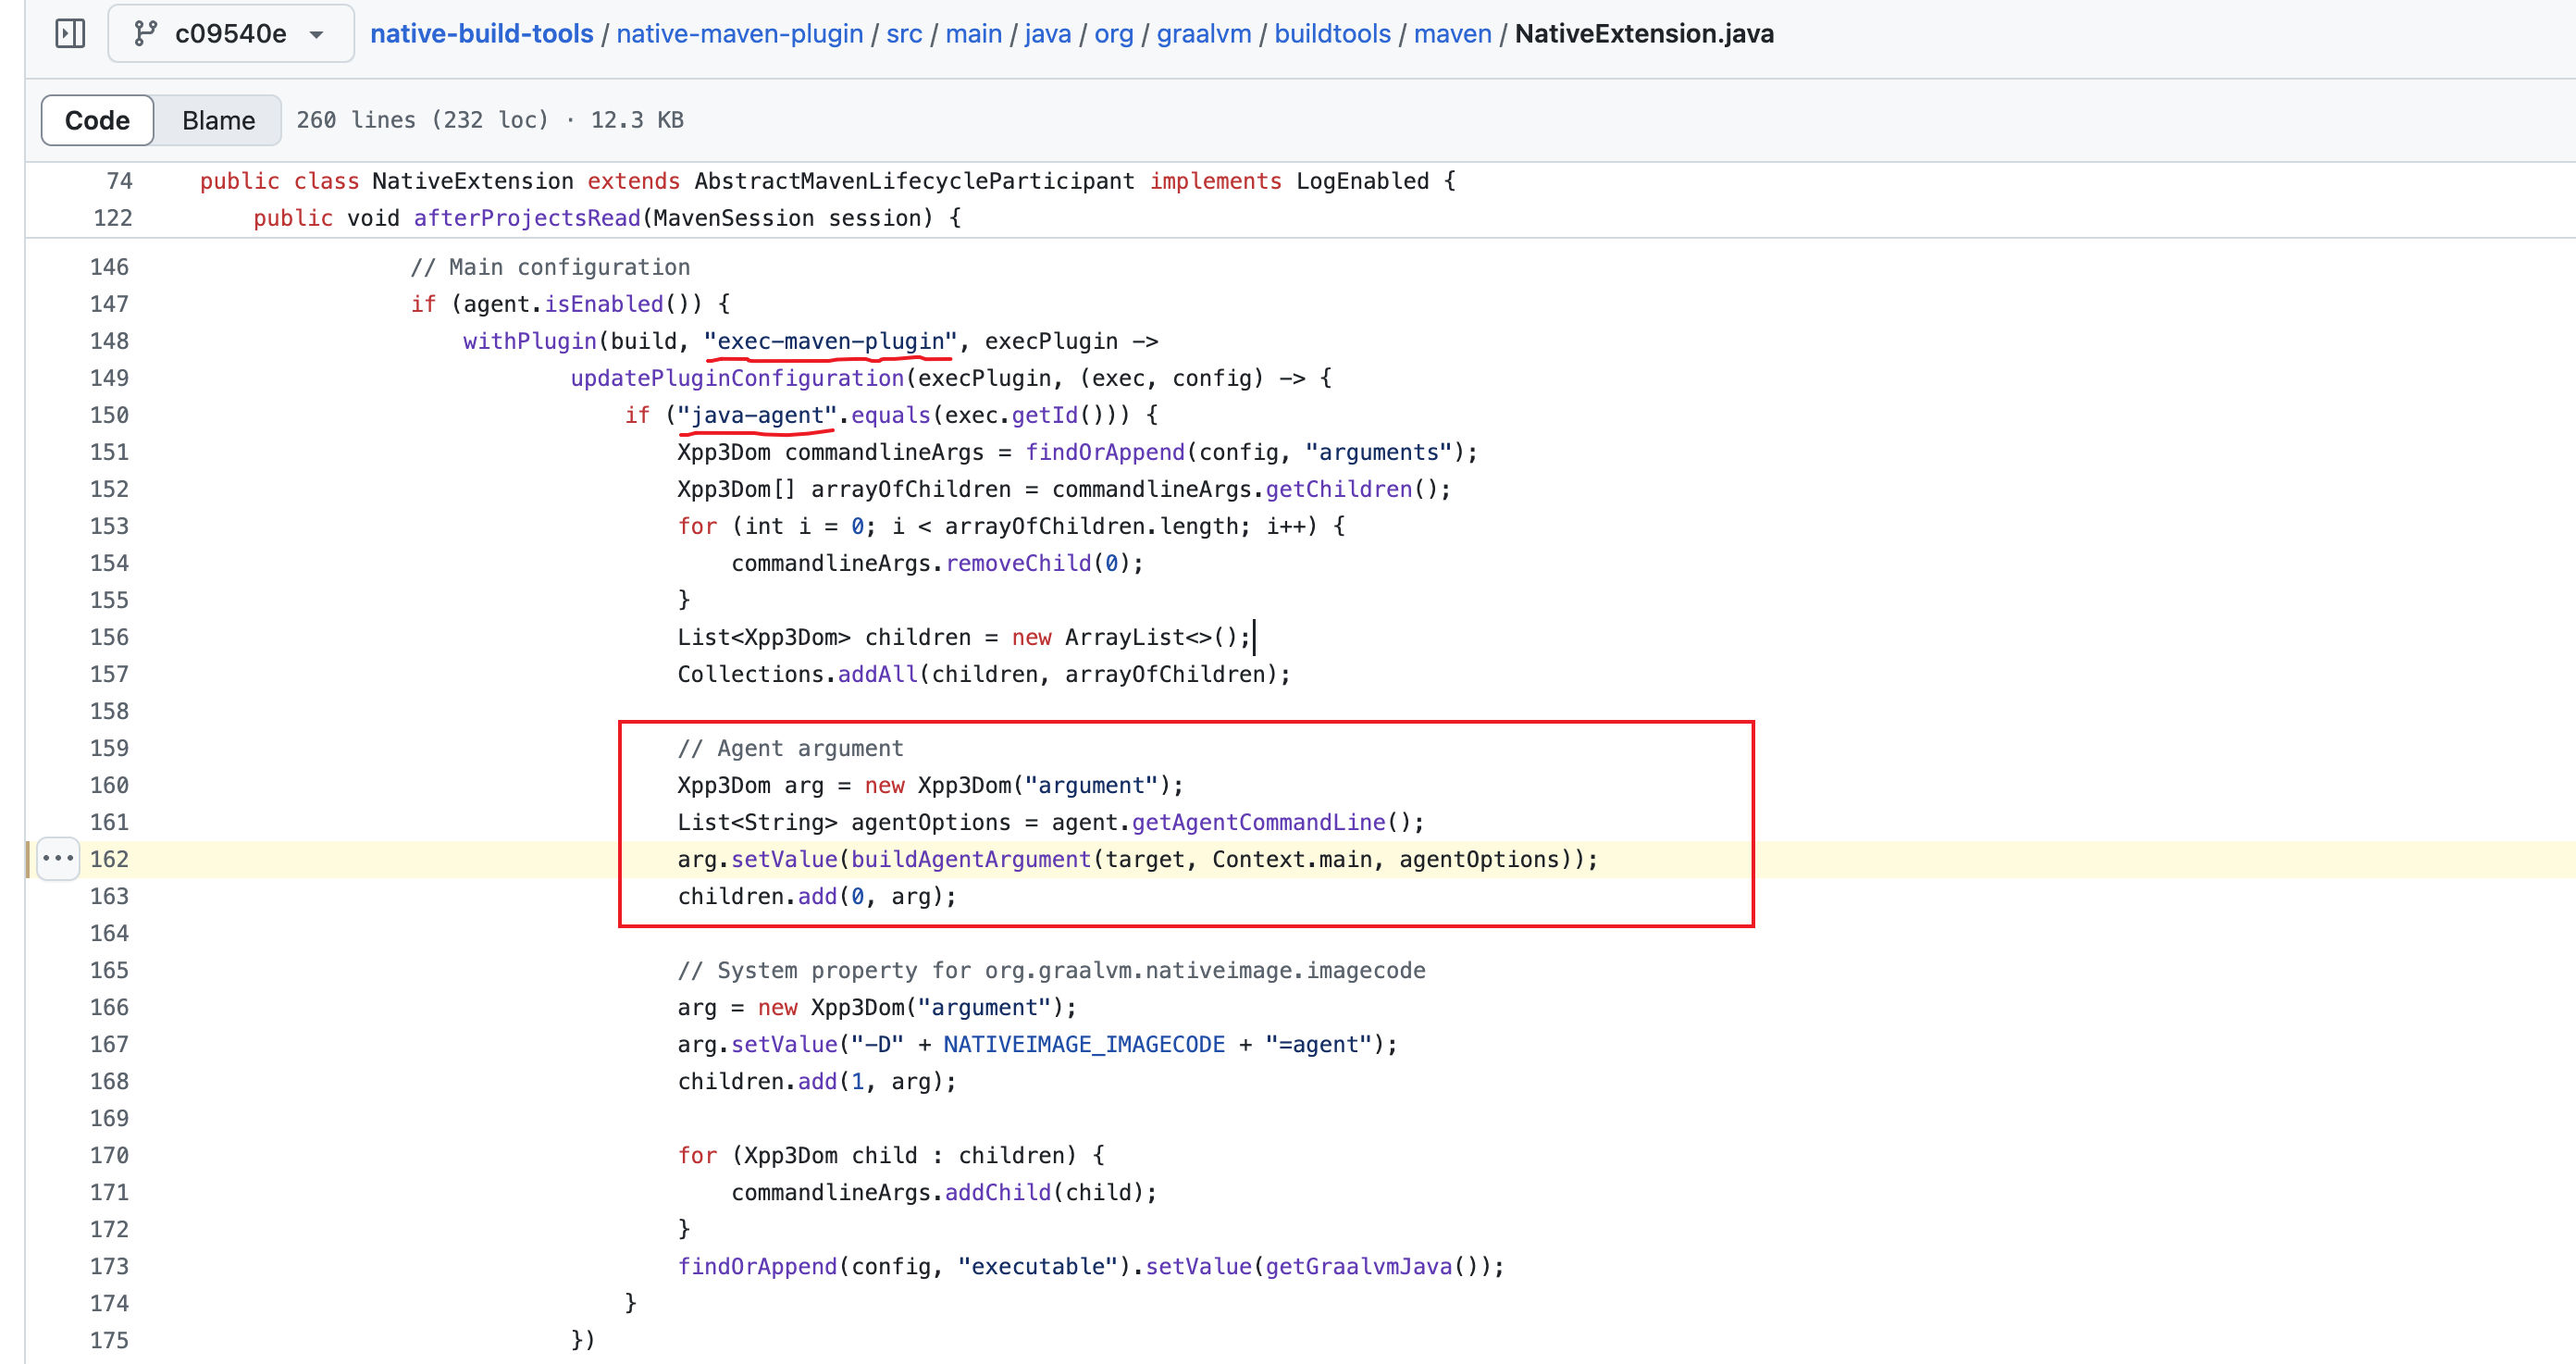 c09540e native-build-tools / native-maven-plugin / src / main / java / org / graalvm / buildtools / maven / NativeExtension.java
Code Blame 260 lines (232 loc) · 12.3 KB
74 public class NativeExtension extends AbstractMavenLifecycleParticipant implements LogEnabled {
122 public void afterProjectsRead(MavenSession session) {
146 // Main configuration
147 if (agent.isEnabled()) {
148 withPlugin(build, "exec-maven-plugin", execPlugin ->
149 updatePluginConfiguration(execPlugin, (exec, config) -> {
150 if ("java-agent".equals(exec.getId())) {
151 Xpp3Dom commandlineArgs = findOrAppend(config, "arguments");
152 Xpp3Dom[] arrayOfChildren = commandlineArgs.getChildren();
153 for (int i = 0; i < arrayOfChildren.length; i++) {
154 commandlineArgs.removeChild(0);
155 }
156 List<Xpp3Dom> children = new ArrayList<>();
157 Collections.addAll(children, arrayOfChildren);
158
159 // Agent argument
160 Xpp3Dom arg = new Xpp3Dom("argument");
161 List<String> agentOptions = agent.getAgentCommandLine();
162 arg.setValue(buildAgentArgument(target, Context.main, agentOptions));
163 children.add(0, arg);
164
165 // System property for org.graalvm.nativeimage.imagecode
166 arg = new Xpp3Dom("argument");
167 arg.setValue("-D" + NATIVEIMAGE_IMAGECODE + "=agent");
168 children.add(1, arg);
169
170 for (Xpp3Dom child : children) {
171 commandlineArgs.addChild(child);
172 }
173 findOrAppend(config, "executable").setValue(getGraalvmJava());
174 }
175 })